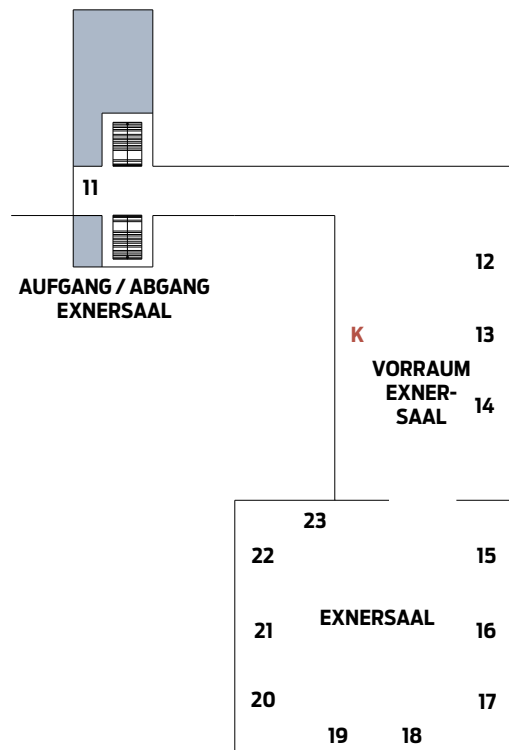 11
AUFGANG / ABGANG
EXNERSAAL
12
K
13
VORRAUM
EXNER-
SAAL
14
23
22
15
21
EXNERSAAL
16
20
17
19
18